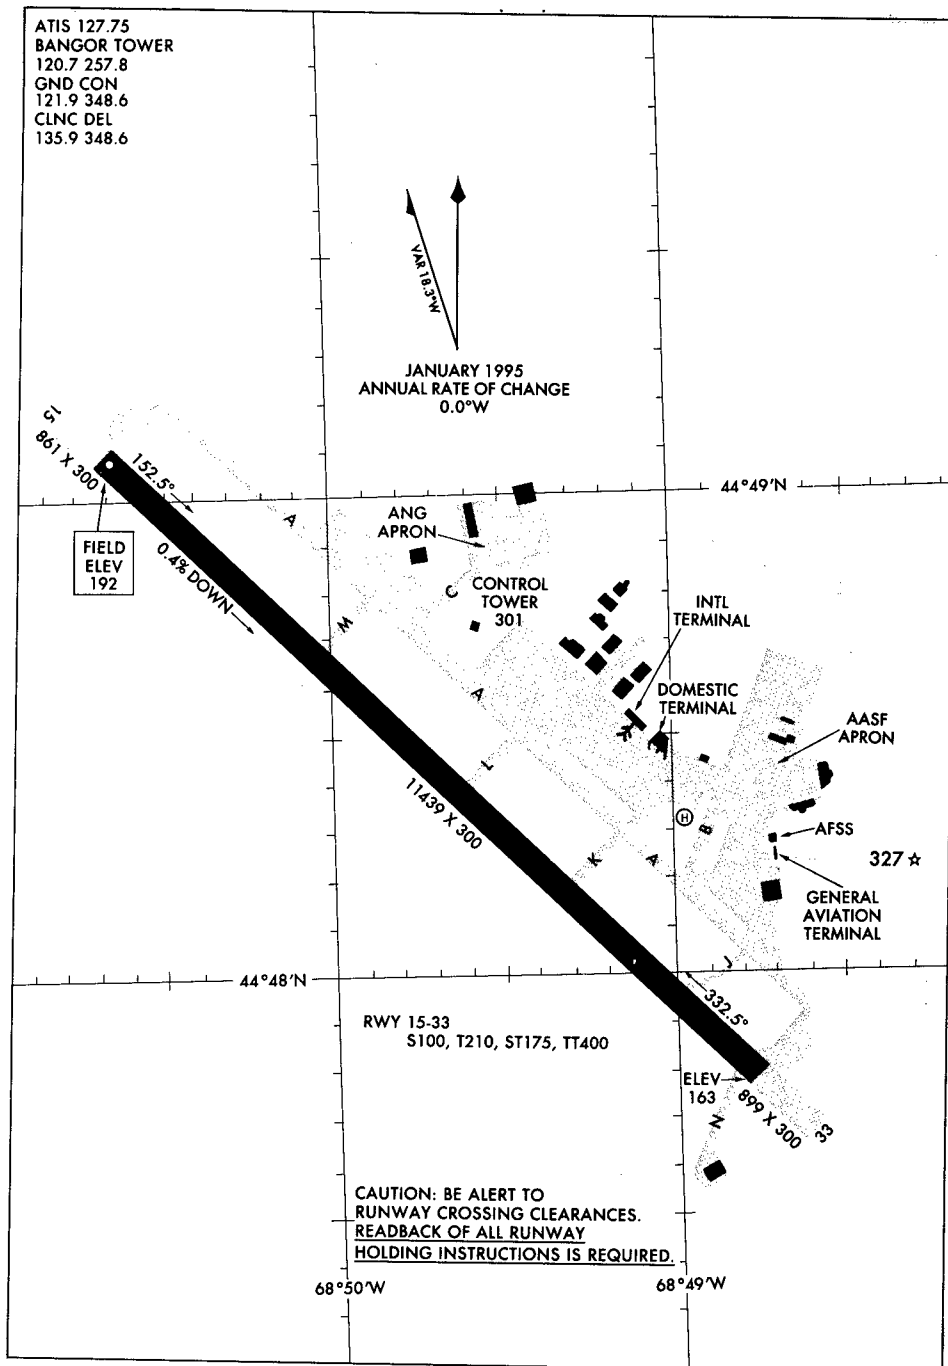 ATIS 127.75
BANGOR TOWER
120.7 257.8
GND CON
121.9 348.6
CLNC DEL
135.9 348.6
VAR 18.3°W
JANUARY 1995
ANNUAL RATE OF CHANGE
0.0°W
15
861 X 300
152.5°
44°49'N
FIELD
ELEV
192
0.4% DOWN
A
ANG
APRON
M
C
CONTROL
TOWER
301
INTL
TERMINAL
DOMESTIC
TERMINAL
A
AASF
APRON
L
11439 X 300
H
B
AFSS
K
A
327
GENERAL
AVIATION
TERMINAL
J
44°48'N
332.5°
RWY 15-33
S100, T210, ST175, TT400
ELEV
163
899 X 300
33
N
CAUTION: BE ALERT TO
RUNWAY CROSSING CLEARANCES.
READBACK OF ALL RUNWAY
HOLDING INSTRUCTIONS IS REQUIRED.
68°50'W
68°49'W